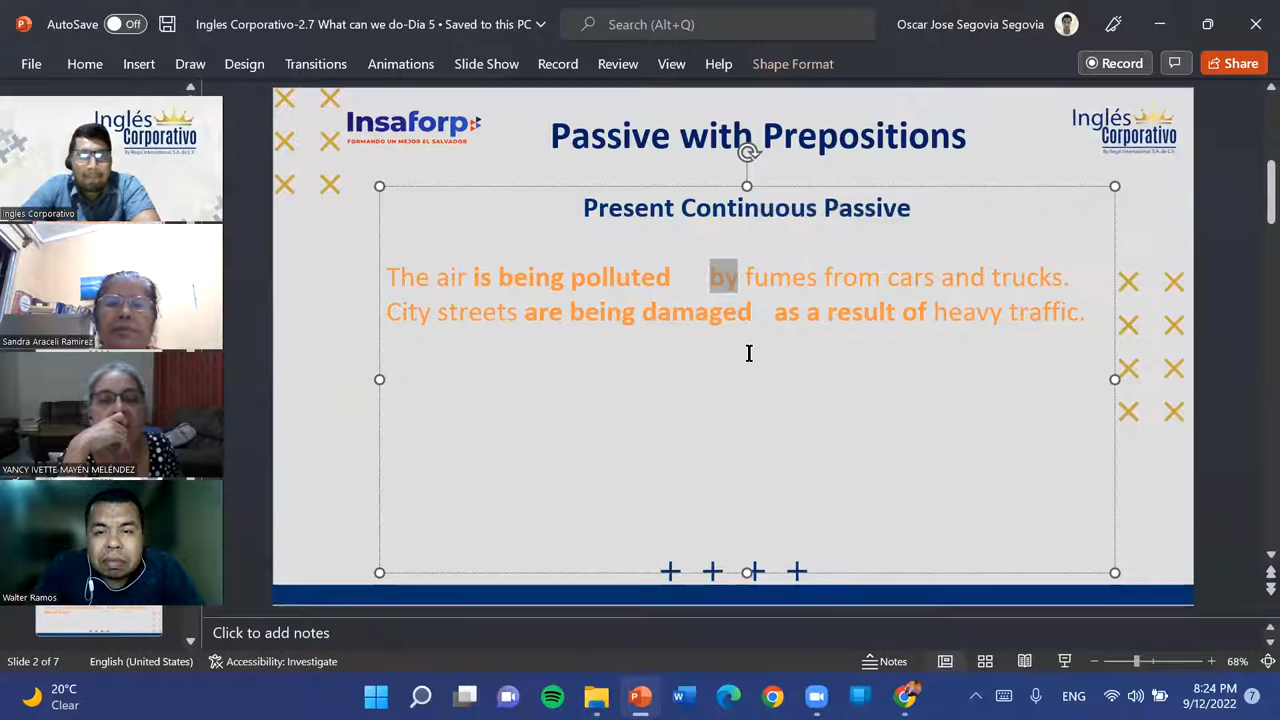 AutoSave Off Ingles Corporativo-2.7 What can we do-Dia 5 • Saved to this PC Search (Alt+Q) Oscar Jose Segovia Segovia
File Home Insert Draw Design Transitions Animations Slide Show Record Review View Help Shape Format Record Share
Inglés
Corporativo
Ingles Corporativo
Sandra Araceli Ramirez
YANCY IVETTE MAYÉN MELÉNDEZ
Walter Ramos
Insaforp
FORMANDO UN MEJOR EL SALVADOR
Passive with Prepositions
Inglés
Corporativo
by Regal International, S.A. de C.V.
Present Continuous Passive
The air is being polluted by fumes from cars and trucks.
City streets are being damaged as a result of heavy traffic.
Click to add notes
Slide 2 of 7 English (United States) Accessibility: Investigate Notes 68%
20°C
Clear
ENG
8:24 PM
9/12/2022
7